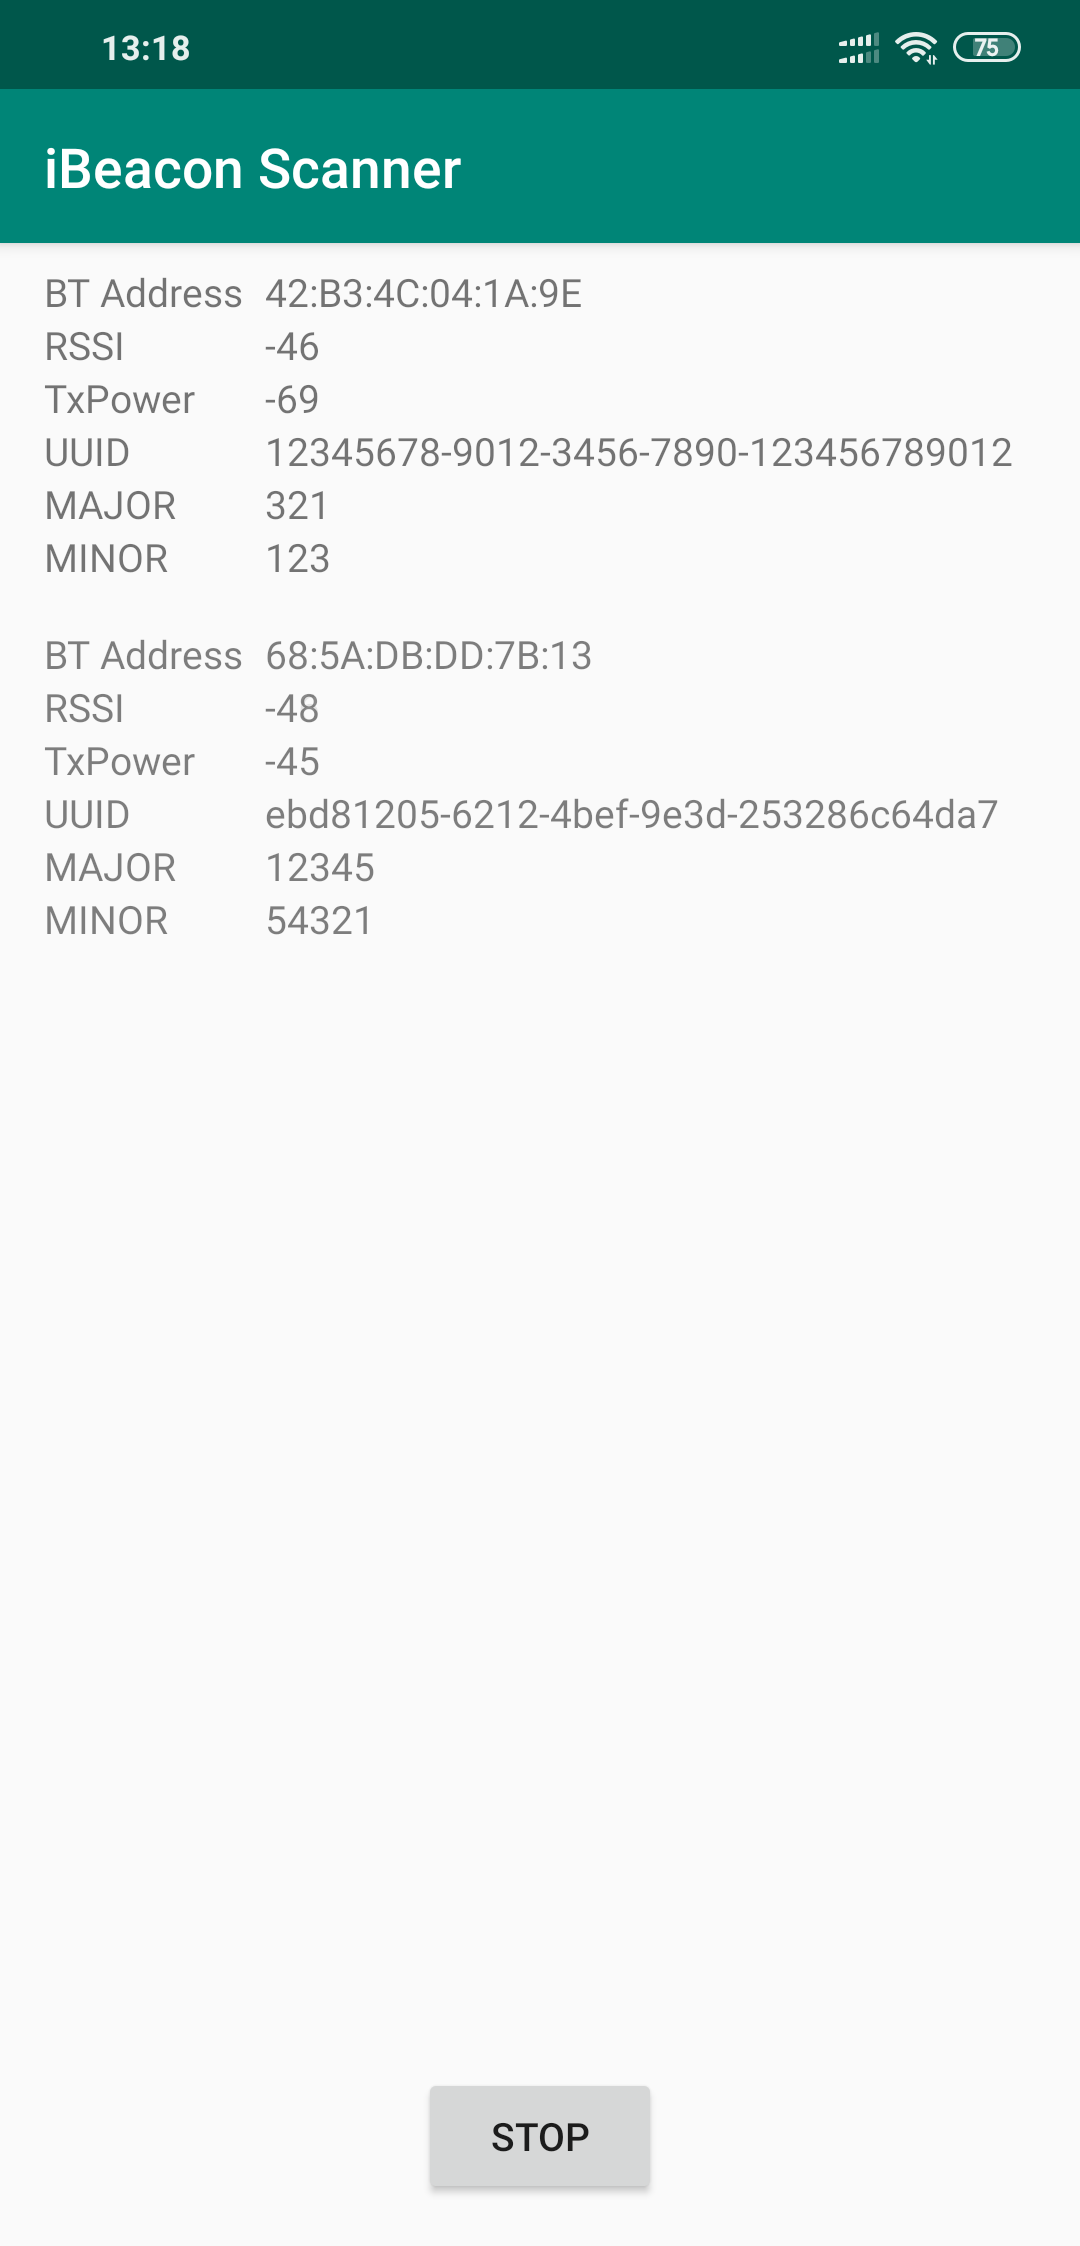 13:18
75
iBeacon Scanner
BT Address 42:B3:4C:04:1A:9E
RSSI -46
TxPower -69
UUID 12345678-9012-3456-7890-123456789012
MAJOR 321
MINOR 123
BT Address 68:5A:DB:DD:7B:13
RSSI -48
TxPower -45
UUID ebd81205-6212-4bef-9e3d-253286c64da7
MAJOR 12345
MINOR 54321
STOP